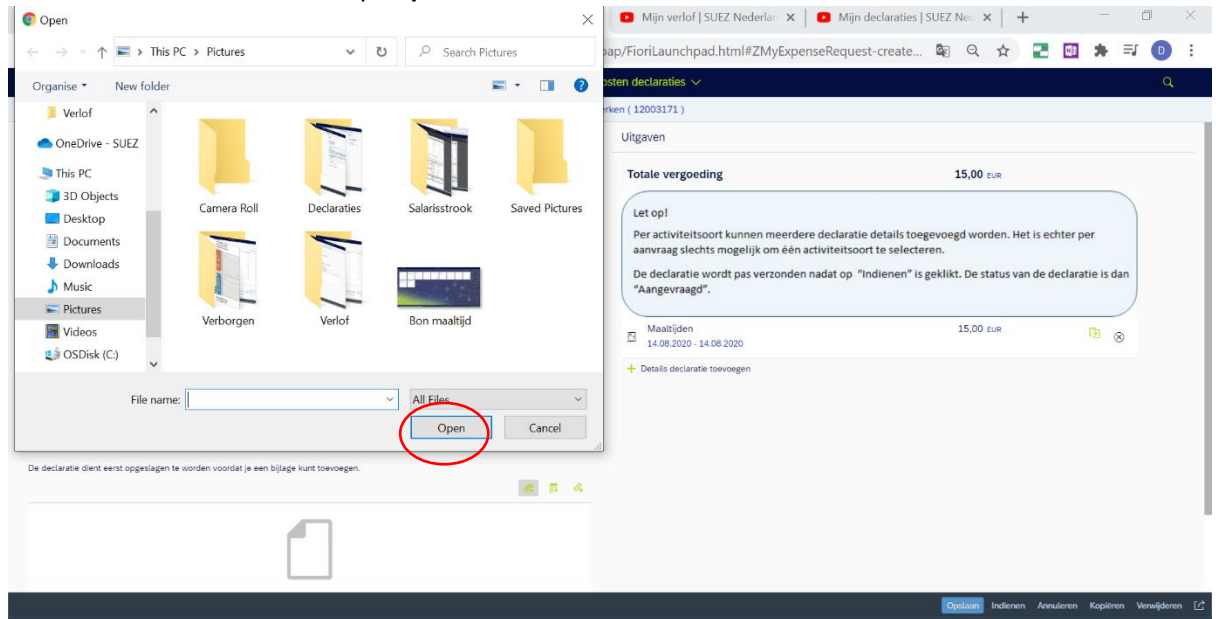 Open
Mijn verlof | SUEZ Nederlan
Mijn declaraties | SUEZ Ned
This PC > Pictures
Search Pictures
ap/FioriLaunchpad.html#ZMyExpenseRequest-create...
D
Organise
New folder
osten declaraties
rken ( 12003171 )
Verlof
OneDrive - SUEZ
This PC
3D Objects
Desktop
Documents
Downloads
Music
Pictures
Videos
OSDisk (C:)
Camera Roll
Declaraties
Salarisstrook
Saved Pictures
Verborgen
Verlof
Bon maaltijd
File name:
All Files
Open
Cancel
Uitgaven
Totale vergoeding
15,00 EUR
Let op!
Per activiteitsoort kunnen meerdere declaratie details toegevoegd worden. Het is echter per
aanvraag slechts mogelijk om één activiteitsoort te selecteren.
De declaratie wordt pas verzonden nadat op "Indienen" is geklikt. De status van de declaratie is dan
"Aangevraagd".
Maaltijden
15,00 EUR
14.08.2020 - 14.08.2020
Details declaratie toevoegen
De declaratie dient eerst opgeslagen te worden voordat je een bijlage kunt toevoegen.
Opslaan
Indienen
Annuleren
Kopiëren
Verwijderen